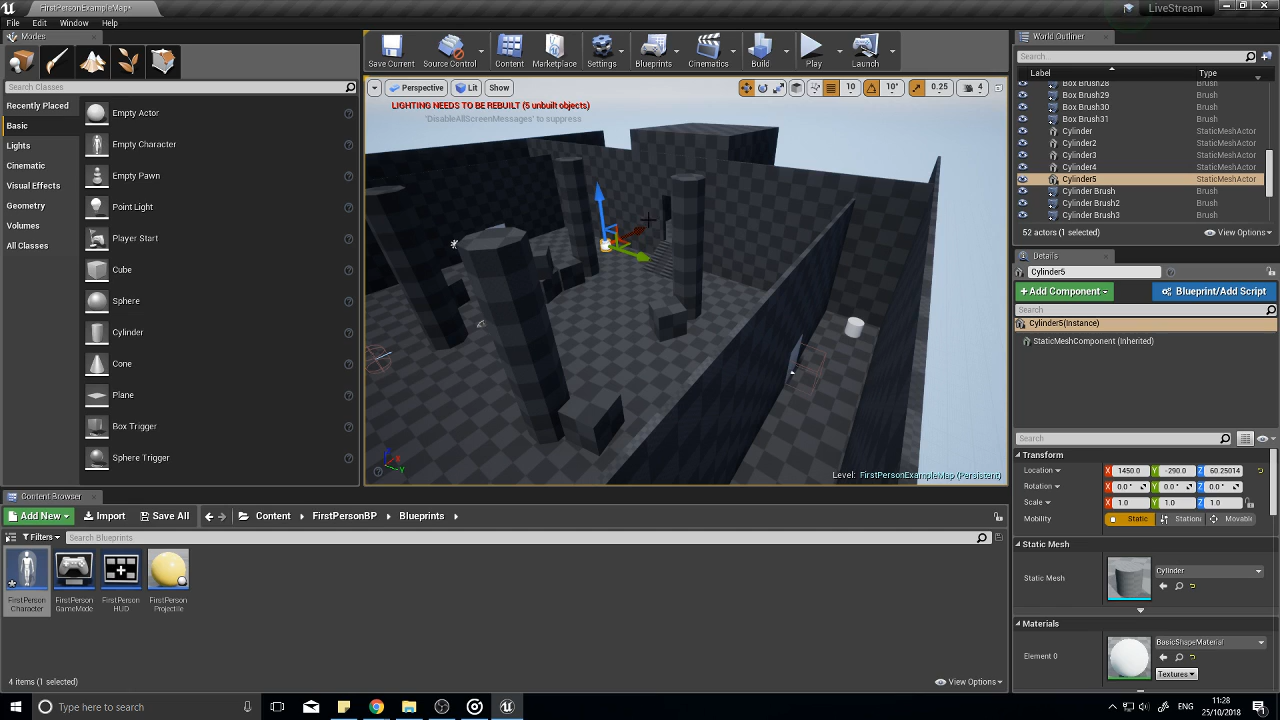 FirstPersonExampleMap*
LiveStream
File Edit Window Help
Modes
Search Classes
Recently Placed
Basic
Lights
Cinematic
Visual Effects
Geometry
Volumes
All Classes
Empty Actor
Empty Character
Empty Pawn
Point Light
Player Start
Cube
Sphere
Cylinder
Cone
Plane
Box Trigger
Sphere Trigger
Save Current
Source Control
Content
Marketplace
Settings
Blueprints
Cinematics
Build
Play
Launch
Perspective
Lit
Show
10
10°
0.25
4
LIGHTING NEEDS TO BE REBUILT (5 unbuilt objects)
'DisableAllScreenMessages' to suppress
Level: FirstPersonExampleMap (Persistent)
World Outliner
Search...
Label Type
Box Brush28 Brush
Box Brush29 Brush
Box Brush30 Brush
Box Brush31 Brush
Cylinder StaticMeshActor
Cylinder2 StaticMeshActor
Cylinder3 StaticMeshActor
Cylinder4 StaticMeshActor
Cylinder5 StaticMeshActor
Cylinder Brush Brush
Cylinder Brush2 Brush
Cylinder Brush3 Brush
52 actors (1 selected)
View Options
Details
Cylinder5
+Add Component
Blueprint/Add Script
Search
Cylinder5(Instance)
StaticMeshComponent (Inherited)
Search
Transform
Location X 1450.0 Y -290.0 Z 60.25014
Rotation X 0.0° Y 0.0° Z 0.0°
Scale X 1.0 Y 1.0 Z 1.0
Mobility Static Stationa Movabl
Static Mesh
Static Mesh
Cylinder
Materials
Element 0
BasicShapeMaterial
Textures
Content Browser
Add New
Import
Save All
Content
FirstPersonBP
Blueprints
Filters
Search Blueprints
FirstPerson
Character
FirstPerson
GameMode
FirstPerson
HUD
FirstPerson
Projectile
4 items (1 selected)
View Options
Type here to search
ENG
11:28
25/10/2018